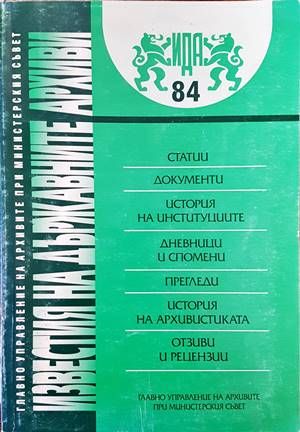 ГЛАВНО УПРАВЛЕНИЕ НА АРХИВИТЕ ПРИ МИНИСТЕРСКИЯ СЪВЕТ
ИЗВЕСТИЯ НА ДЪРЖАВНИТЕ АРХИВИ
ИДА
84
СТАТИИ
ДОКУМЕНТИ
ИСТОРИЯ
НА ИНСТИТУЦИИТЕ
ДНЕВНИЦИ
И СПОМЕНИ
ПРЕГЛЕДИ
ИСТОРИЯ
НА АРХИВИСТИКАТА
ОТЗИВИ
И РЕЦЕНЗИИ
ГЛАВНО УПРАВЛЕНИЕ НА АРХИВИТЕ
ПРИ МИНИСТЕРСКИЯ СЪВЕТ